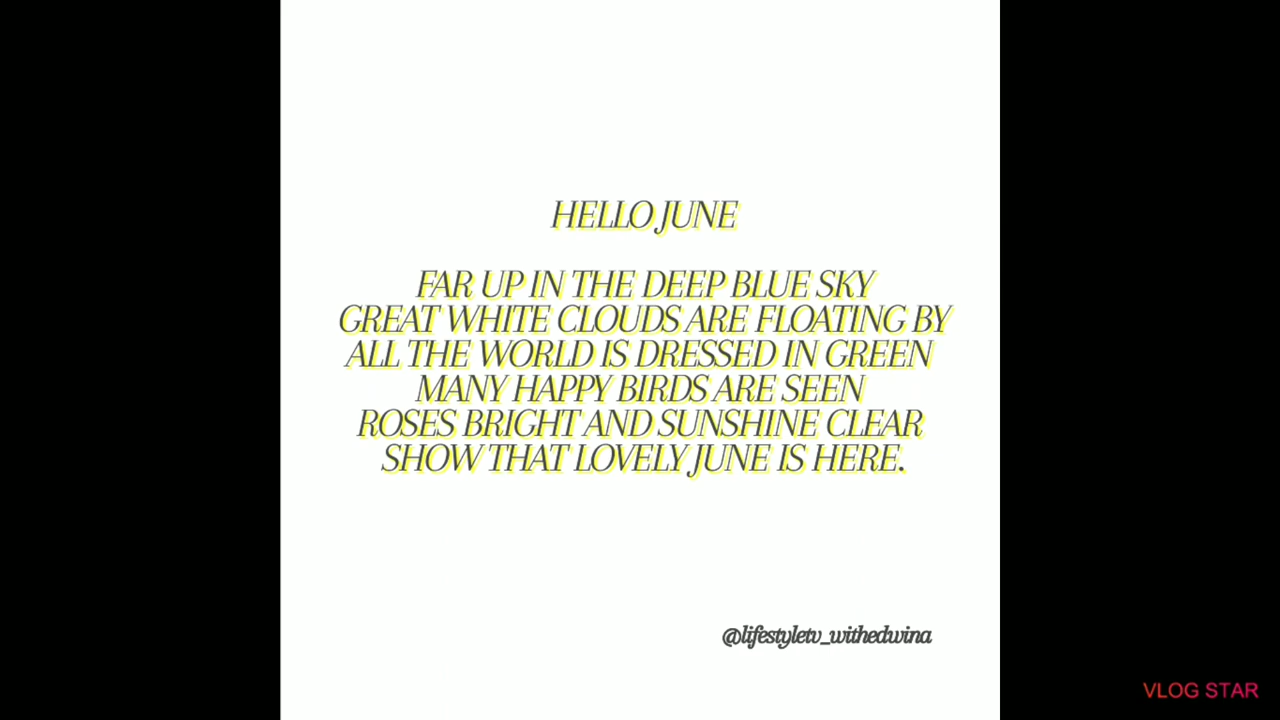 HELLO JUNE
FAR UP IN THE DEEP BLUE SKY
GREAT WHITE CLOUDS ARE FLOATING BY
ALL THE WORLD IS DRESSED IN GREEN
MANY HAPPY BIRDS ARE SEEN
ROSES BRIGHT AND SUNSHINE CLEAR
SHOW THAT LOVELY JUNE IS HERE.
@lifestyletv_withedwina
VLOG STAR